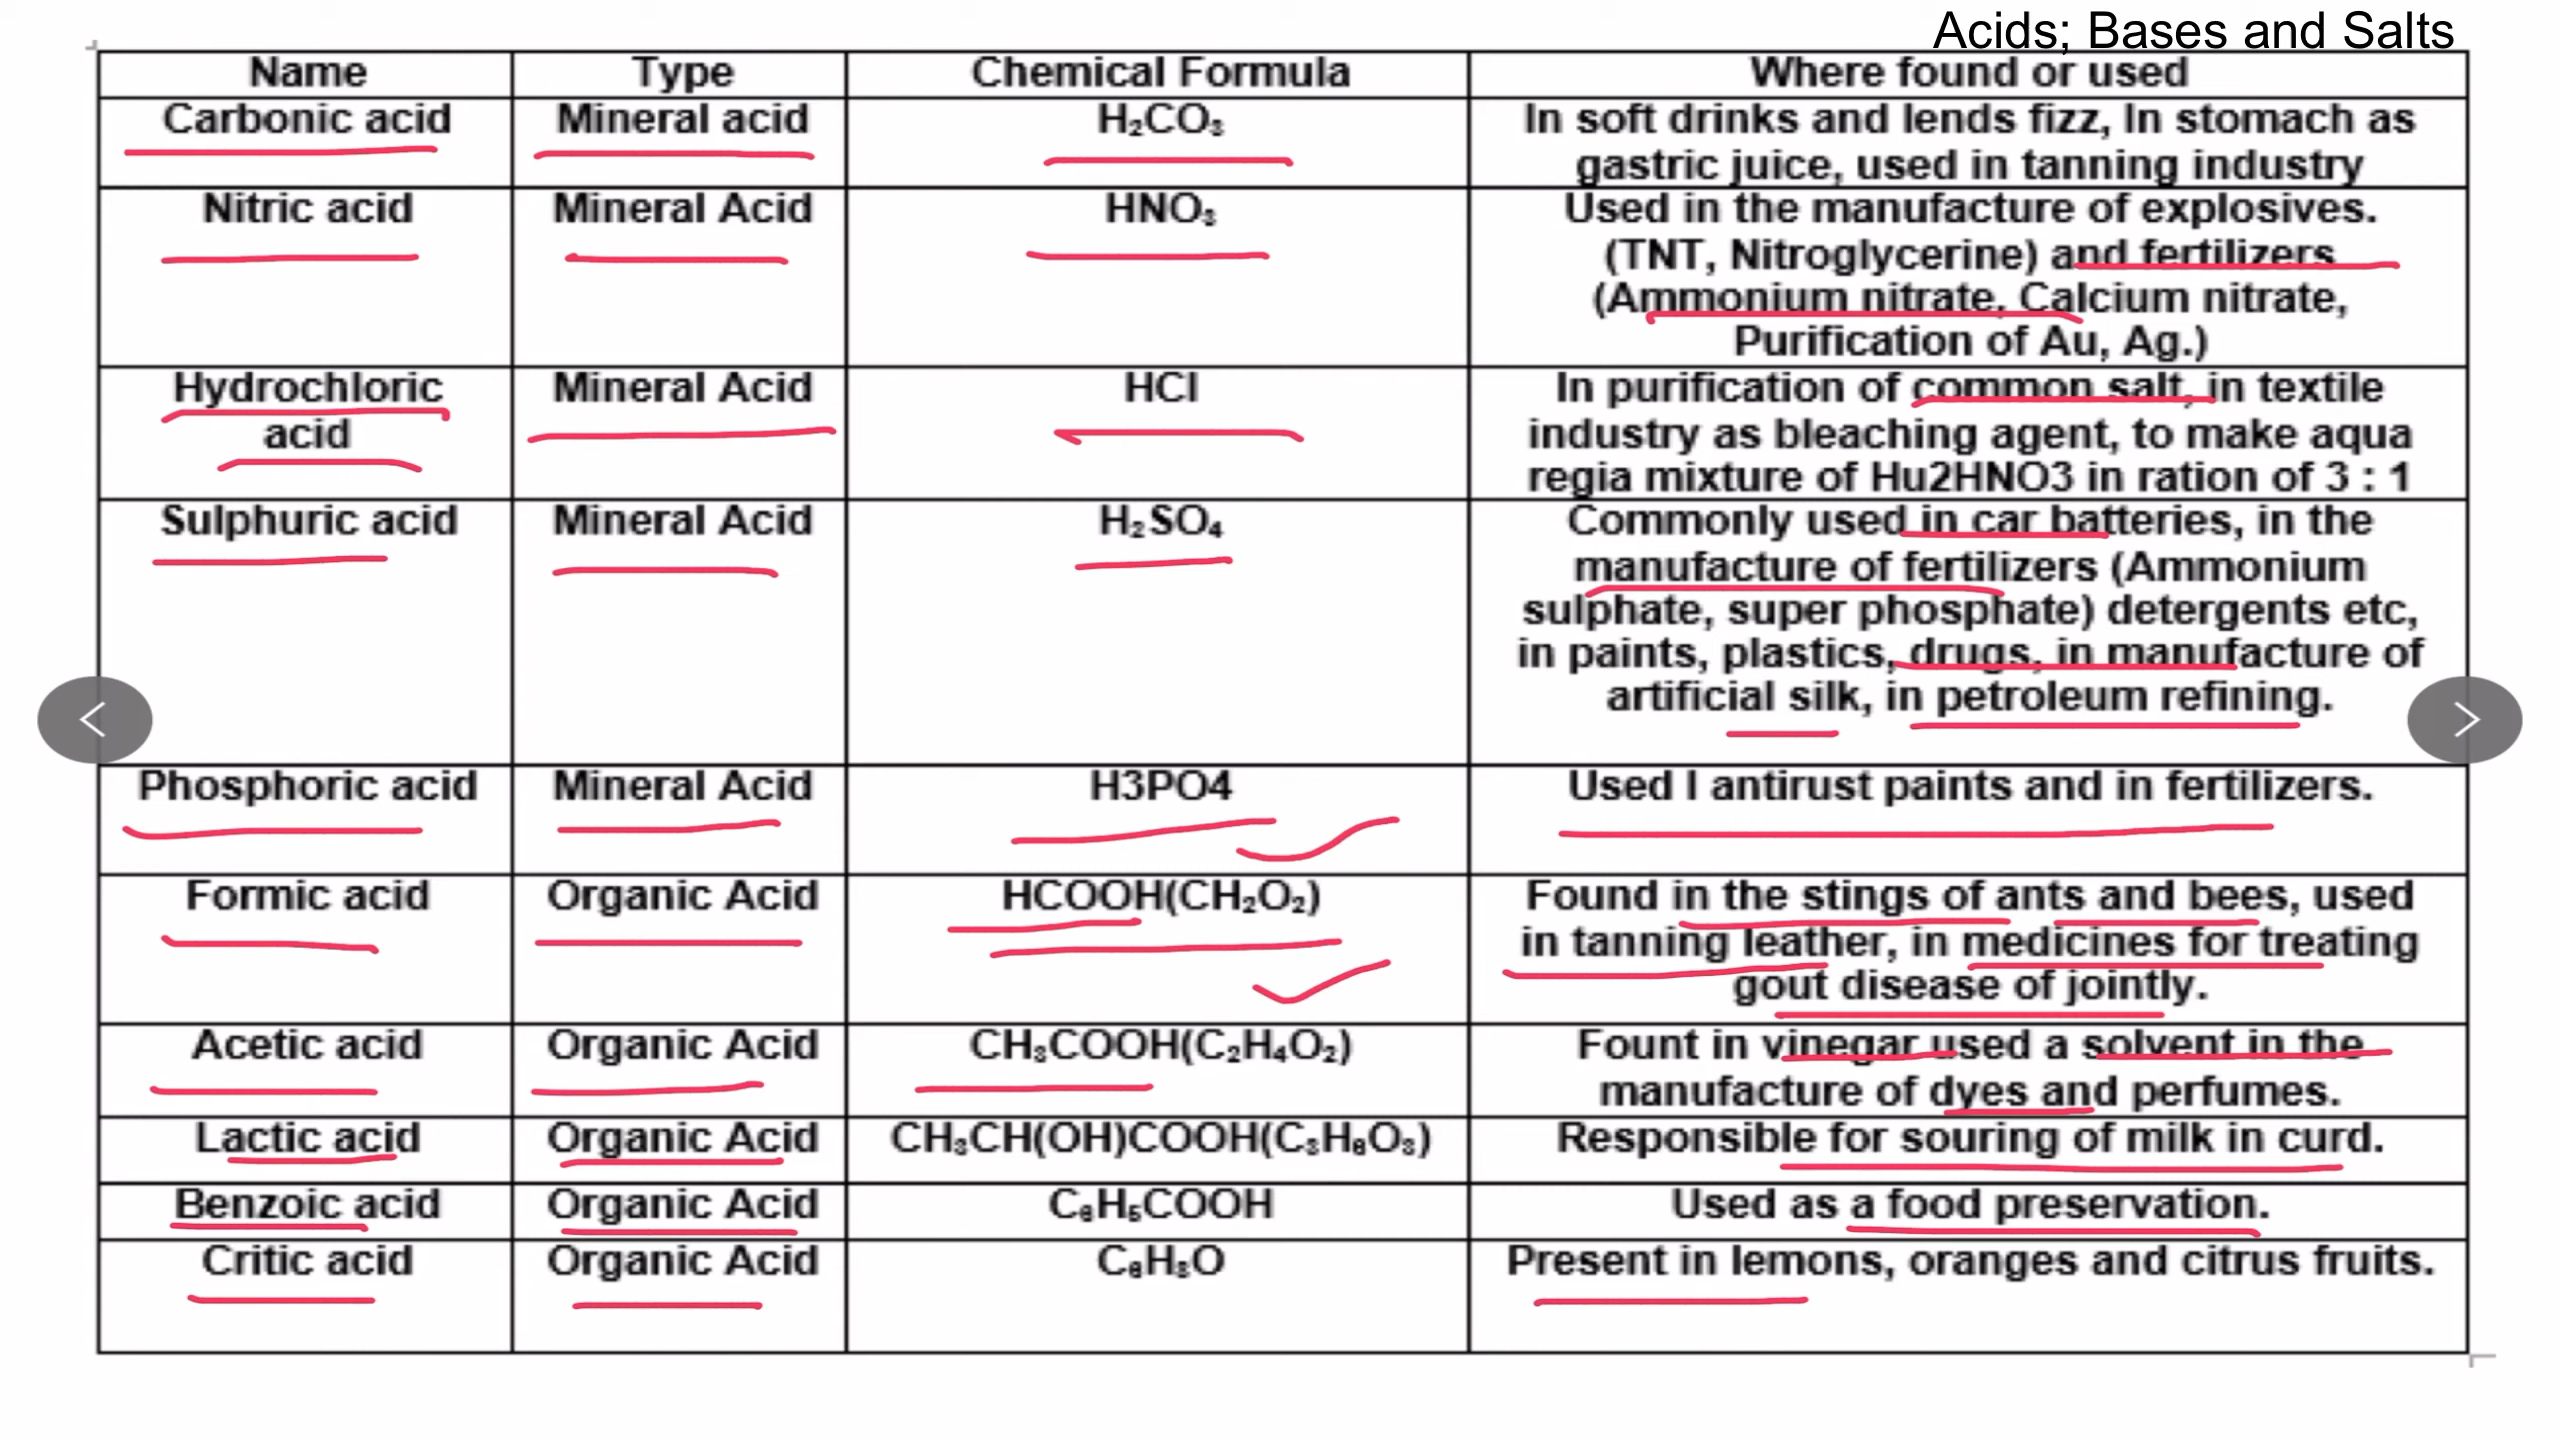 Acids; Bases and Salts
Name Type Chemical Formula Where found or used
Carbonic acid Mineral acid H₂CO₃ In soft drinks and lends fizz, In stomach as
gastric juice, used in tanning industry
Nitric acid Mineral Acid HNO₃ Used in the manufacture of explosives.
(TNT, Nitroglycerine) and fertilizers
(Ammonium nitrate, Calcium nitrate,
Purification of Au, Ag.)
Hydrochloric Mineral Acid HCl In purification of common salt, in textile
acid industry as bleaching agent, to make aqua
regia mixture of Hu2HNO3 in ration of 3 : 1
Sulphuric acid Mineral Acid H₂SO₄ Commonly used in car batteries, in the
manufacture of fertilizers (Ammonium
sulphate, super phosphate) detergents etc,
in paints, plastics, drugs, in manufacture of
artificial silk, in petroleum refining.
Phosphoric acid Mineral Acid H3PO4 Used I antirust paints and in fertilizers.
Formic acid Organic Acid HCOOH(CH₂O₂) Found in the stings of ants and bees, used
in tanning leather, in medicines for treating
gout disease of jointly.
Acetic acid Organic Acid CH₃COOH(C₂H₄O₂) Fount in vinegar used a solvent in the
manufacture of dyes and perfumes.
Lactic acid Organic Acid CH₃CH(OH)COOH(C₃H₆O₃) Responsible for souring of milk in curd.
Benzoic acid Organic Acid C₆H₅COOH Used as a food preservation.
Critic acid Organic Acid C₆H₈O Present in lemons, oranges and citrus fruits.